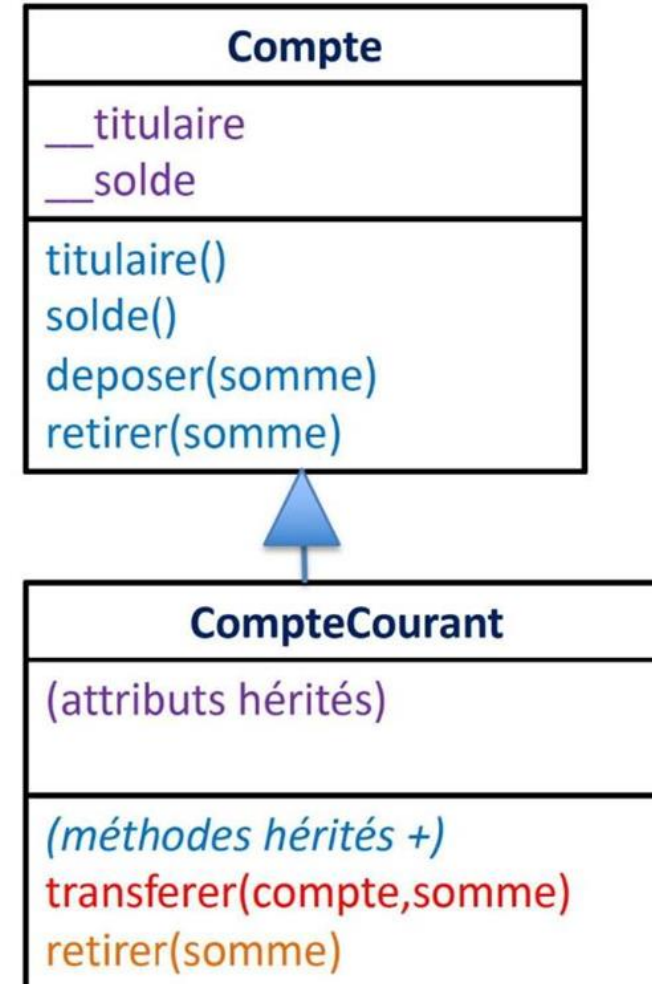 Compte
__titulaire
__solde
titulaire()
solde()
deposer(somme)
retirer(somme)
CompteCourant
(attributs hérités)
(méthodes hérités +)
transferer(compte,somme)
retirer(somme)